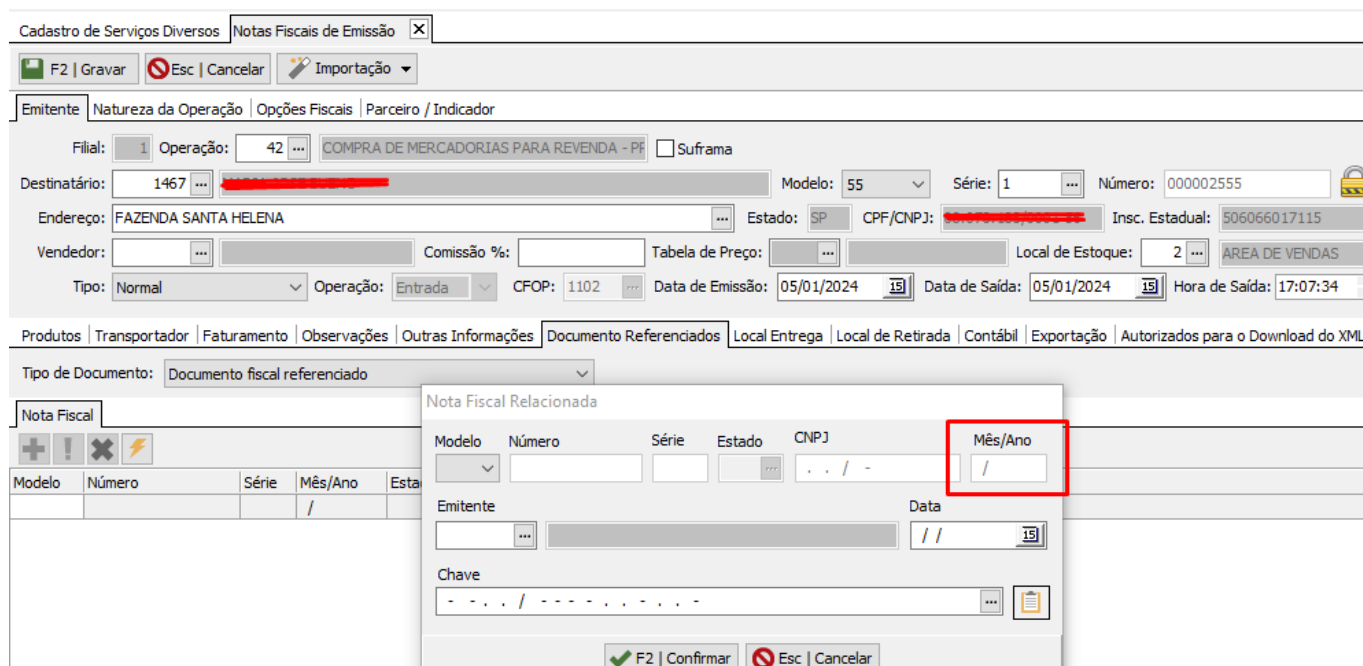 Cadastro de Serviços Diversos Notas Fiscais de Emissão X
F2 | Gravar Esc | Cancelar Importação
Emitente Natureza da Operação Opções Fiscais Parceiro / Indicador
Filial: 1 Operação: 42 ... COMPRA DE MERCADORIAS PARA REVENDA - PF Suframa
Destinatário: 1467 ... Modelo: 55 Série: 1 ... Número: 000002555
Endereço: FAZENDA SANTA HELENA ... Estado: SP CPF/CNPJ: Insc. Estadual: 506066017115
Vendedor: ... Comissão %: Tabela de Preço: ... Local de Estoque: 2 ... AREA DE VENDAS
Tipo: Normal Operação: Entrada CFOP: 1102 ... Data de Emissão: 05/01/2024 15 Data de Saída: 05/01/2024 15 Hora de Saída: 17:07:34
Produtos Transportador Faturamento Observações Outras Informações Documento Referenciados Local Entrega Local de Retirada Contábil Exportação Autorizados para o Download do XML
Tipo de Documento: Documento fiscal referenciado
Nota Fiscal Relacionada
Nota Fiscal
Modelo Número Série Estado CNPJ Mês/Ano
... . . / - /
Modelo Número Série Mês/Ano Esta
/
Emitente Data
... / / 15
Chave
- - . . / - - - - . . - . . - ...
F2 | Confirmar Esc | Cancelar